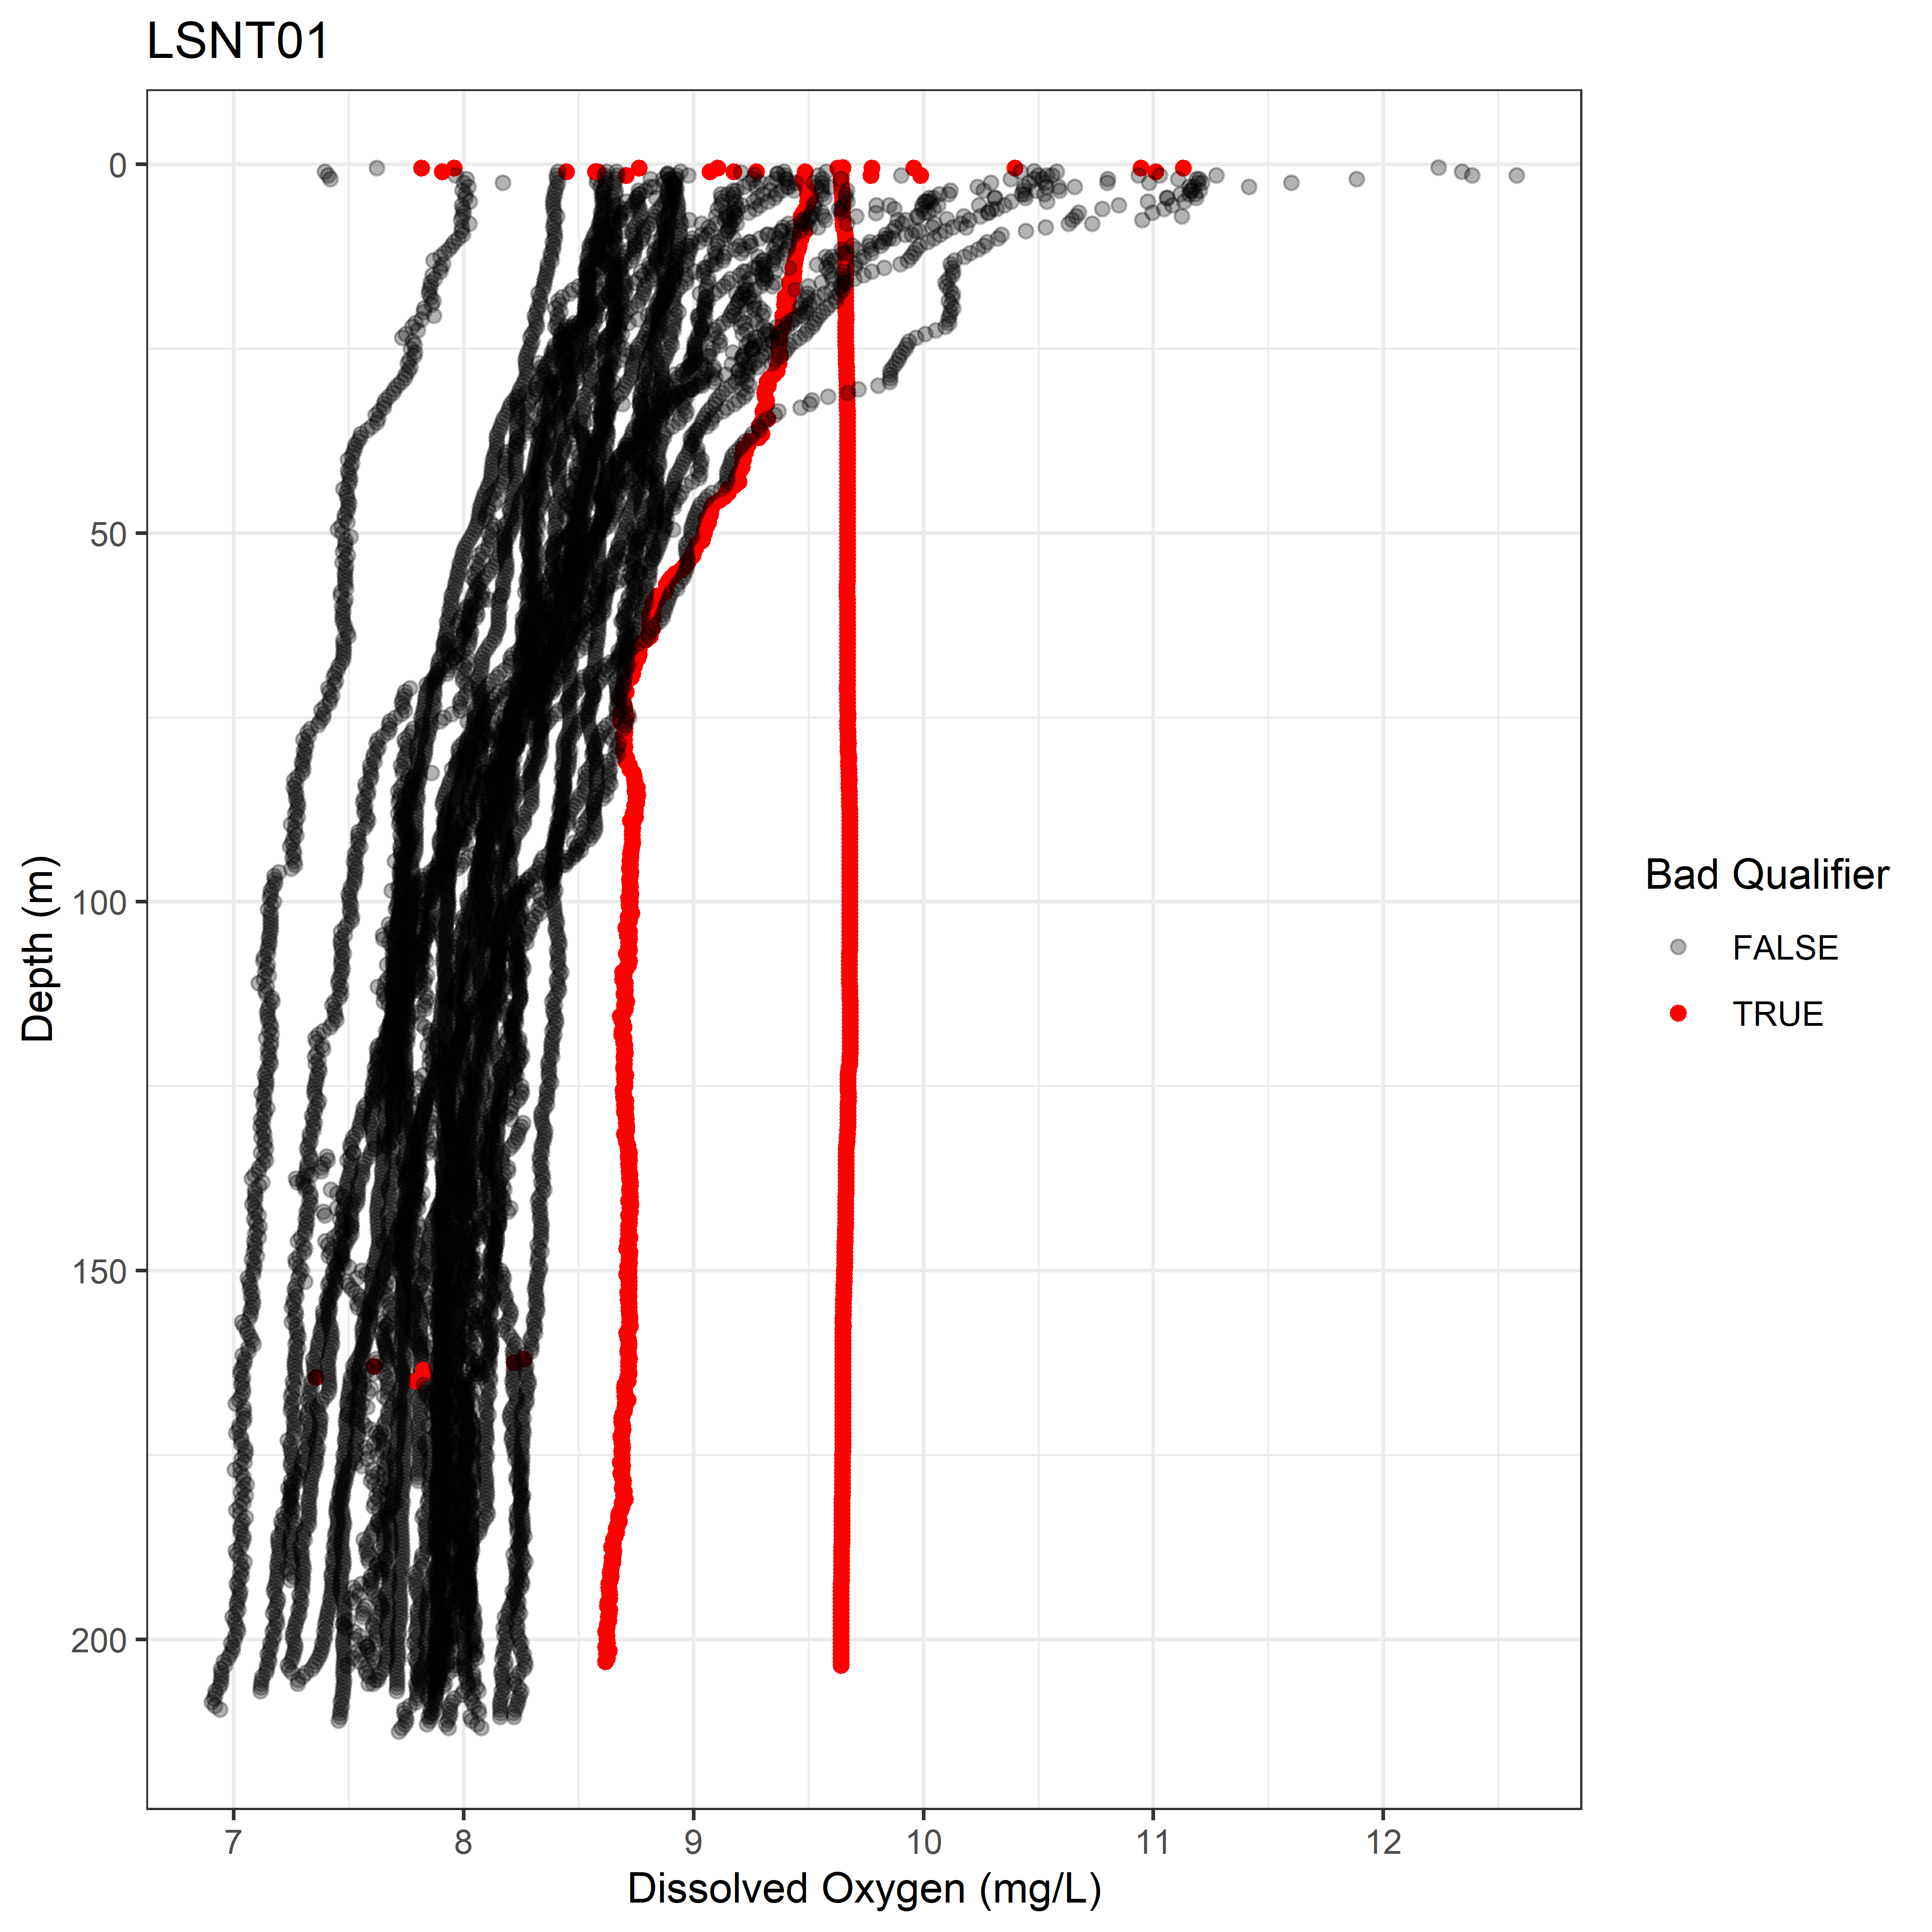 LSNT01
0
50
100
150
200
Depth (m)
7 8 9 10 11 12
Dissolved Oxygen (mg/L)
Bad Qualifier
FALSE
TRUE